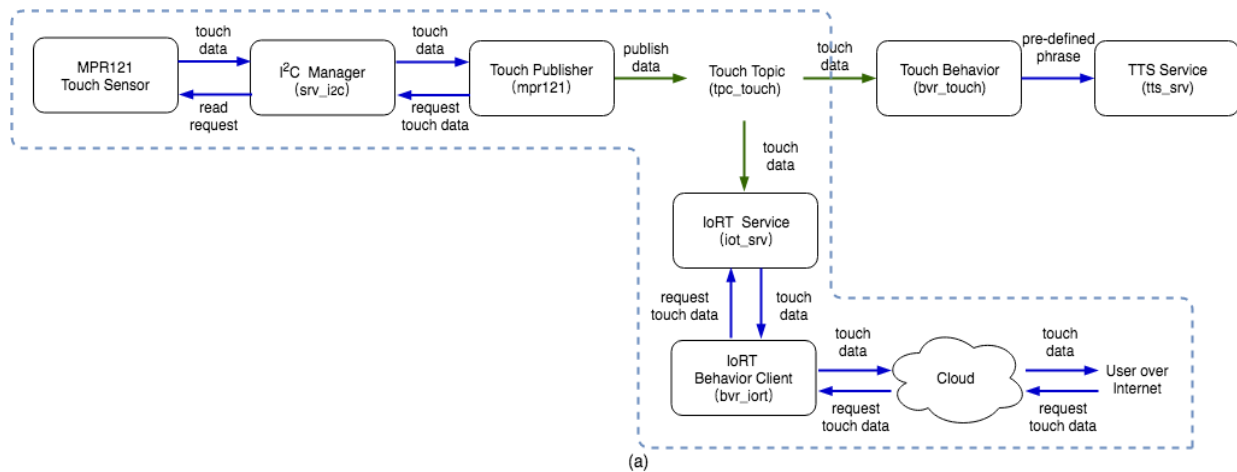 touch
data
touch
data
publish
data
touch
data
pre-defined
phrase
MPR121
Touch Sensor
I²C Manager
(srv_i2c)
Touch Publisher
(mpr121)
Touch Topic
(tpc_touch)
Touch Behavior
(bvr_touch)
TTS Service
(tts_srv)
read
request
request
touch data
touch
data
IoRT Service
(iot_srv)
request
touch data
touch
data
IoRT
Behavior Client
(bvr_iort)
touch
data
Cloud
touch
data
User over
Internet
request
touch data
request
touch data
(a)